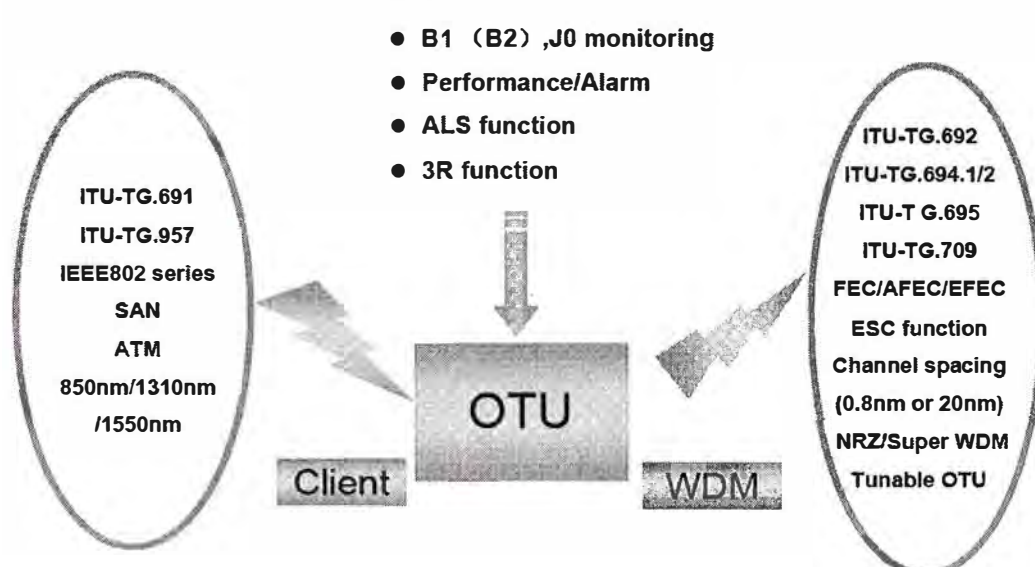 ● B1 （B2）,J0 monitoring
● Performance/Alarm
● ALS function
● 3R function
ITU-TG.691
ITU-TG.957
IEEE802 series
SAN
ATM
850nm/1310nm
/1550nm
OTU
Client
WDM
ITU-TG.692
ITU-TG.694.1/2
ITU-T G.695
ITU-TG.709
FEC/AFEC/EFEC
ESC function
Channel spacing
(0.8nm or 20nm)
NRZ/Super WDM
Tunable OTU